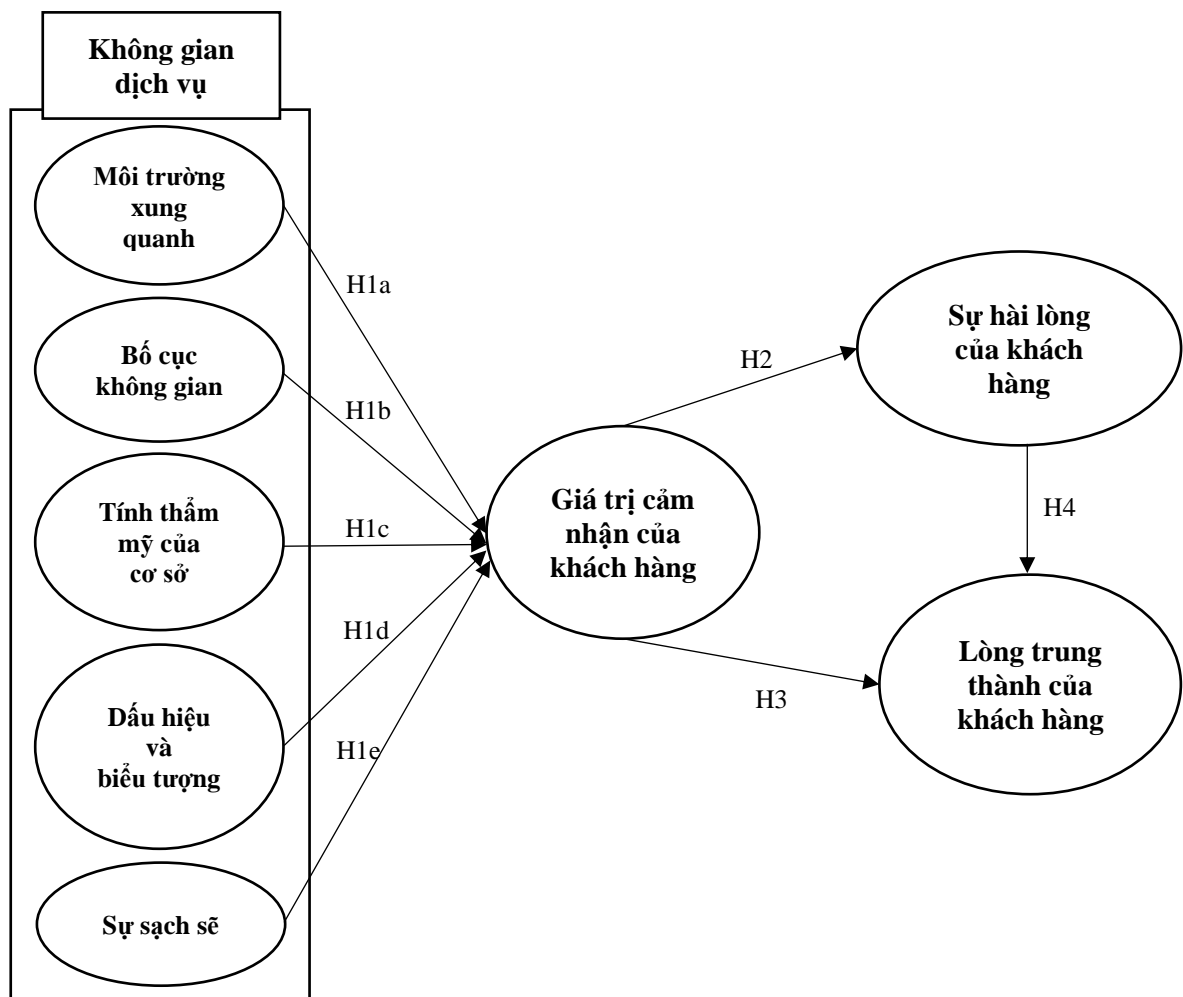 Không gian
dịch vụ
Môi trường
xung
quanh
H1a
Bố cục
không gian
H1b
Tính thẩm
mỹ của
cơ sở
H1c
Dấu hiệu
và
biểu tượng
H1d
Sự sạch sẽ
H1e
Giá trị cảm
nhận của
khách hàng
H2
Sự hài lòng
của khách
hàng
H4
H3
Lòng trung
thành của
khách hàng